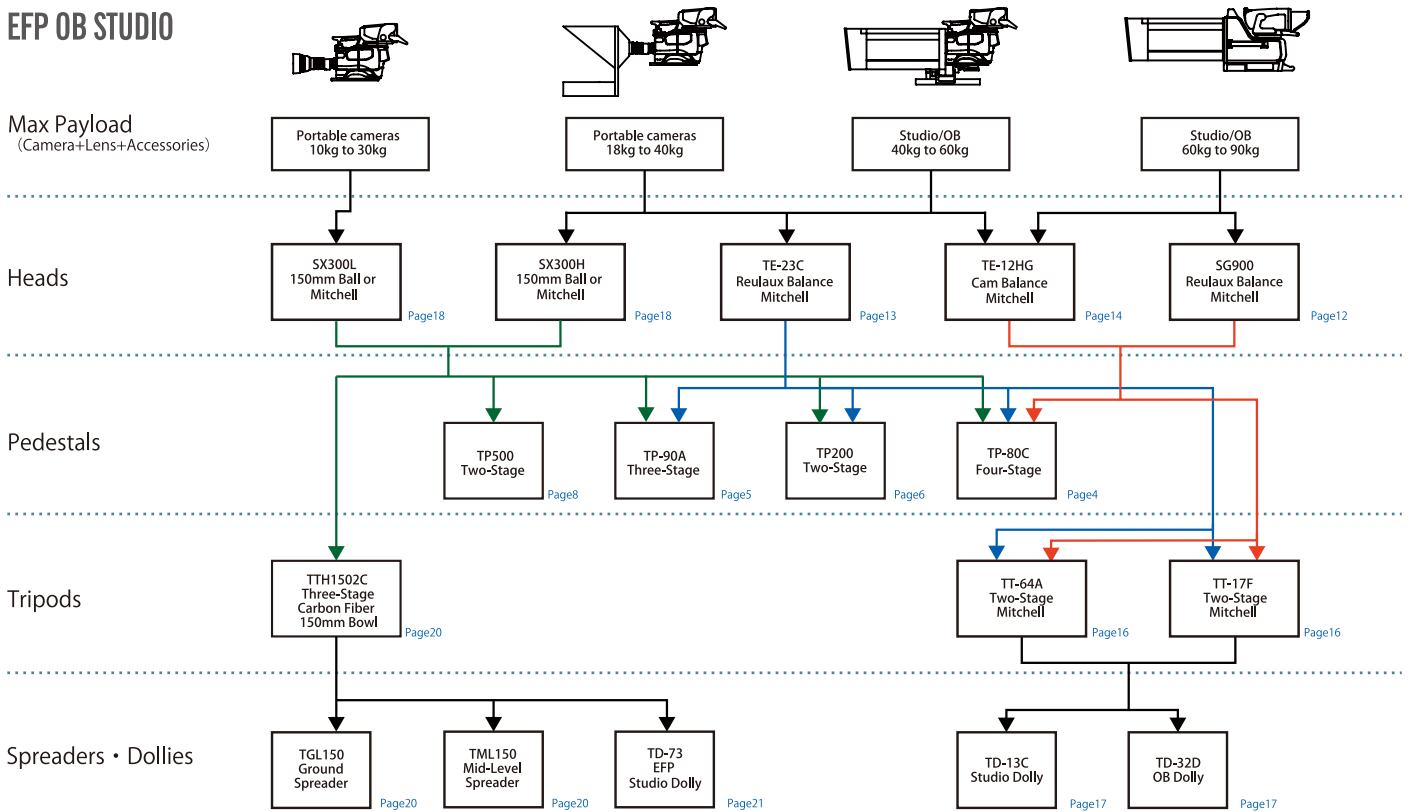 EFP OB STUDIO
Max Payload
（Camera+Lens+Accessories）
Portable cameras
10kg to 30kg
Portable cameras
18kg to 40kg
Studio/OB
40kg to 60kg
Studio/OB
60kg to 90kg
Heads
SX300L
150mm Ball or
Mitchell
Page18
SX300H
150mm Ball or
Mitchell
Page18
TE-23C
Reulaux Balance
Mitchell
Page13
TE-12HG
Cam Balance
Mitchell
Page14
SG900
Reulaux Balance
Mitchell
Page12
Pedestals
TP500
Two-Stage
Page8
TP-90A
Three-Stage
Page5
TP200
Two-Stage
Page6
TP-80C
Four-Stage
Page4
Tripods
TTH1502C
Three-Stage
Carbon Fiber
150mm Bowl
Page20
TT-64A
Two-Stage
Mitchell
Page16
TT-17F
Two-Stage
Mitchell
Page16
Spreaders・Dollies
TGL150
Ground
Spreader
Page20
TML150
Mid-Level
Spreader
Page20
TD-73
EFP
Studio Dolly
Page21
TD-13C
Studio Dolly
Page17
TD-32D
OB Dolly
Page17